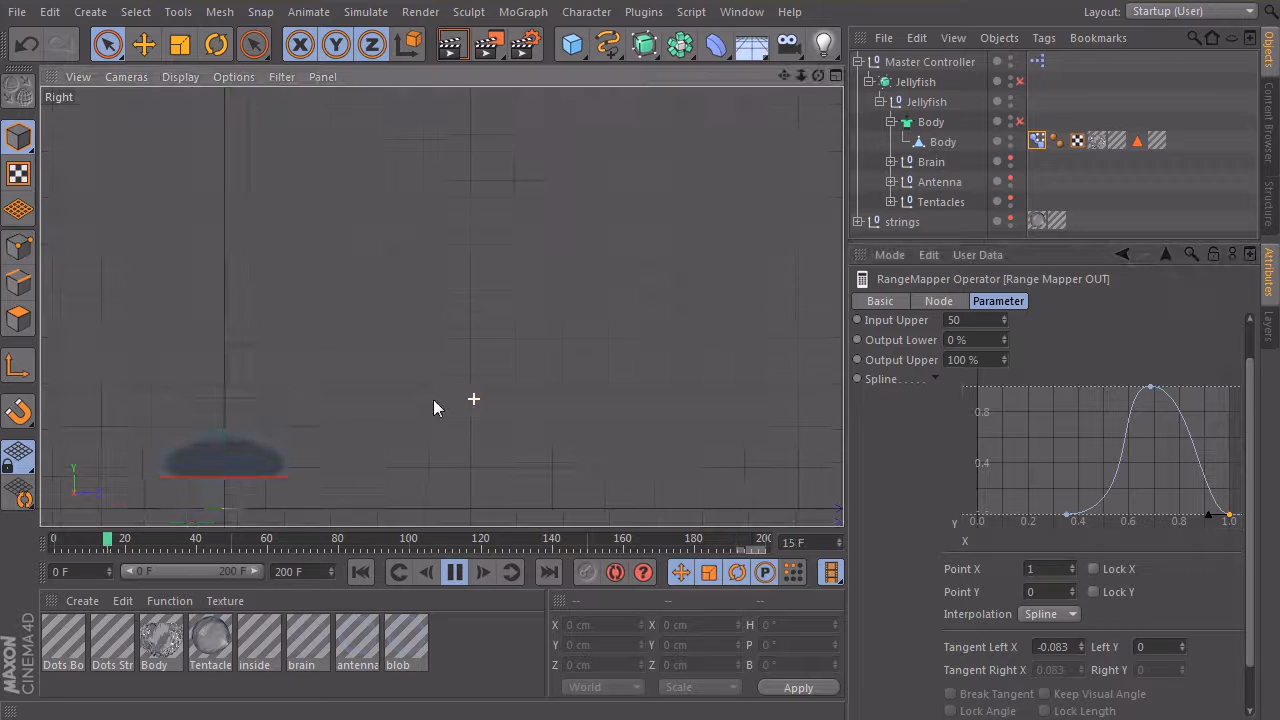 File Edit Create Select Tools Mesh Snap Animate Simulate Render Sculpt MoGraph Character Plugins Script Window Help Layout: Startup (User)
File Edit View Objects Tags Bookmarks
View Cameras Display Options Filter Panel
Right
Master Controller
Jellyfish
Jellyfish
Body
Body
Brain
Antenna
Tentacles
strings
Objects
Content Browser
Structure
Attributes
Layers
Mode Edit User Data
RangeMapper Operator [Range Mapper OUT]
Basic Node Parameter
Input Upper 50
Output Lower 0 %
Output Upper 100 %
Spline. . . . .
0.8
0.4
Y 0.0 0.2 0.4 0.6 0.8 1.0
X
Point X 1 Lock X
Point Y 0 Lock Y
Interpolation Spline
Tangent Left X -0.083 Left Y 0
Tangent Right X 0.083 Right Y 0
Break Tangent Keep Visual Angle
Lock Angle Lock Length
Y
0 20 40 60 80 100 120 140 160 180 200 15 F
0 F 0 F 200 F 200 F
Create Edit Function Texture
Dots Bo Dots Str Body Tentacle inside brain antenna blob
-- -- --
X 0 cm X 0 cm H 0 °
Y 0 cm Y 0 cm P 0 °
Z 0 cm Z 0 cm B 0 °
World Scale Apply
MAXON
CINEMA 4D